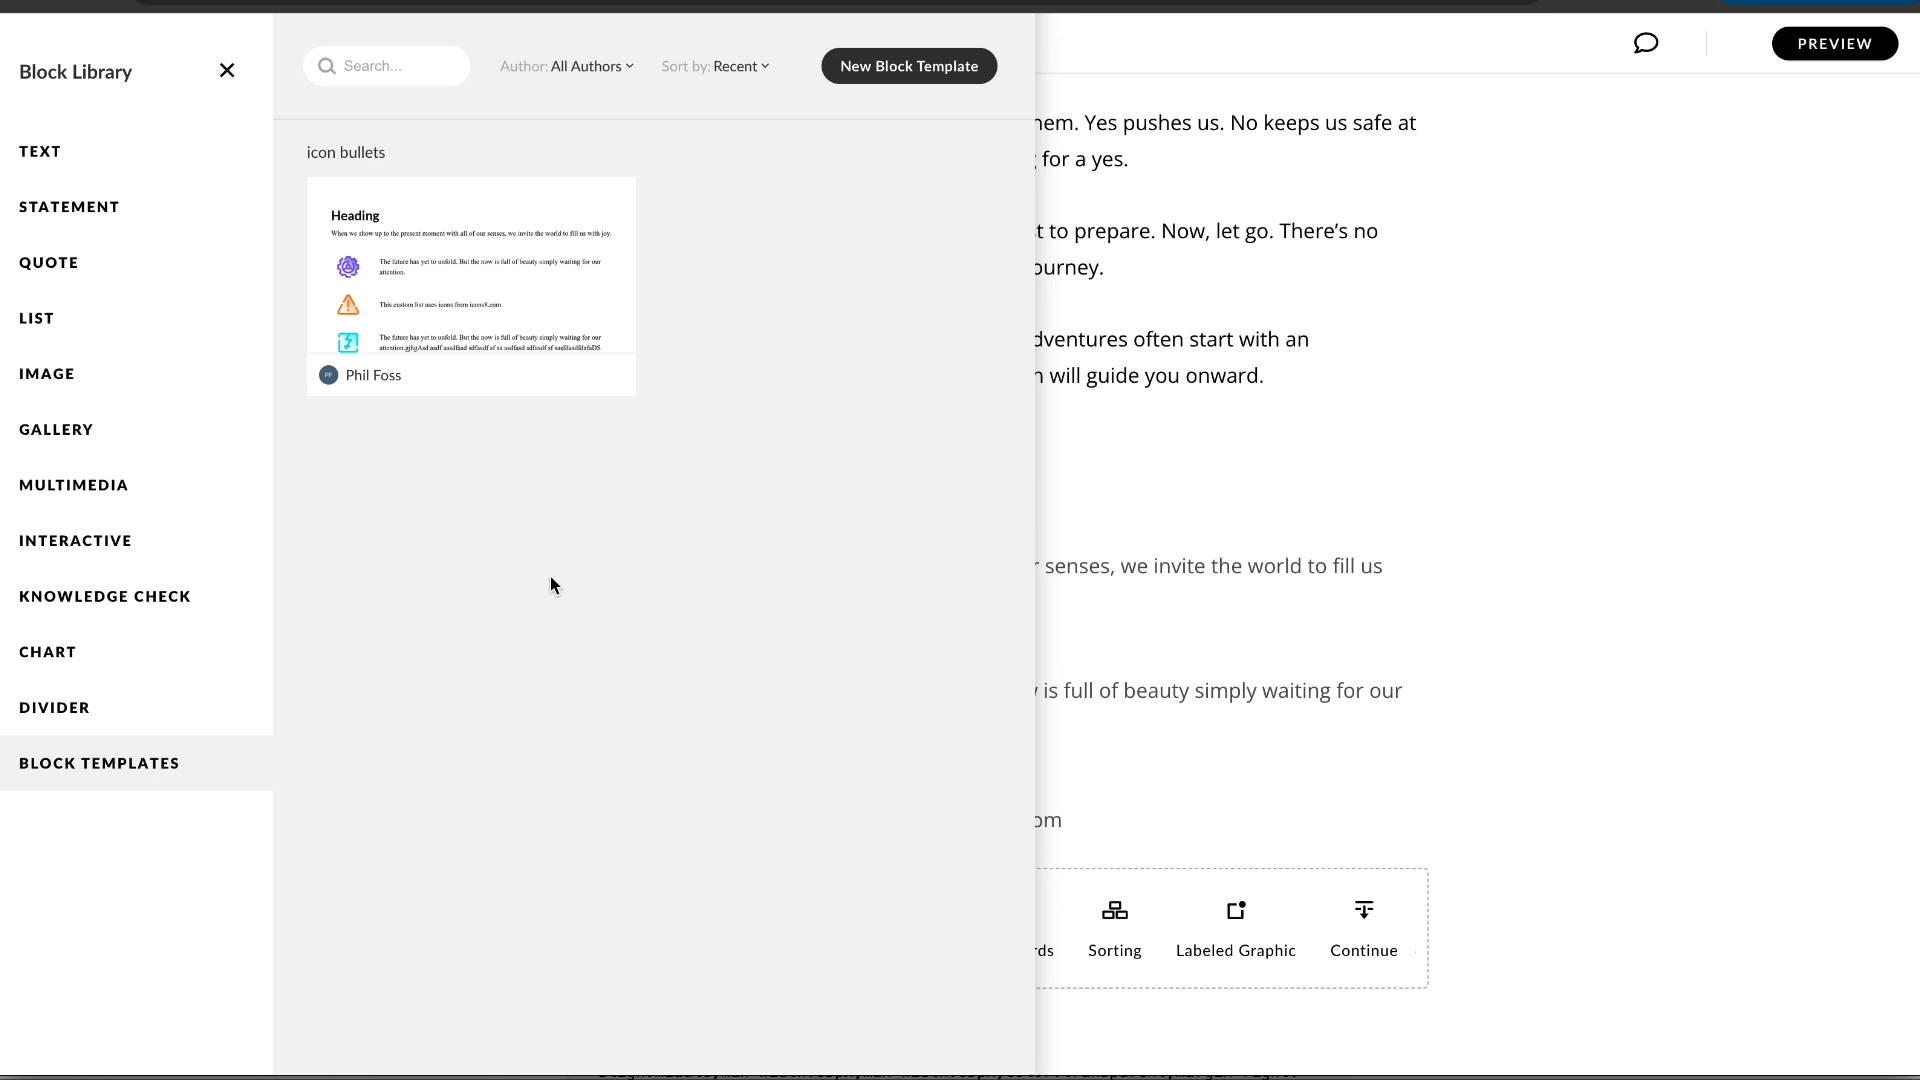 Block Library
TEXT
STATEMENT
QUOTE
LIST
IMAGE
GALLERY
MULTIMEDIA
INTERACTIVE
KNOWLEDGE CHECK
CHART
DIVIDER
BLOCK TEMPLATES
Search...
Author: All Authors
Sort by: Recent
New Block Template
icon bullets
Heading
When we show up to the present moment with all of our senses, we invite the world to fill us with joy.
The future has yet to unfold. But the now is full of beauty simply waiting for our
attention.
This custom list uses icons from icons8.com
The future has yet to unfold. But the now is full of beauty simply waiting for our
PF
Phil Foss
PREVIEW
hem. Yes pushes us. No keeps us safe at
for a yes.
t to prepare. Now, let go. There’s no
ourney.
dventures often start with an
n will guide you onward.
senses, we invite the world to fill us
is full of beauty simply waiting for our
om
rds
Sorting
Labeled Graphic
Continue